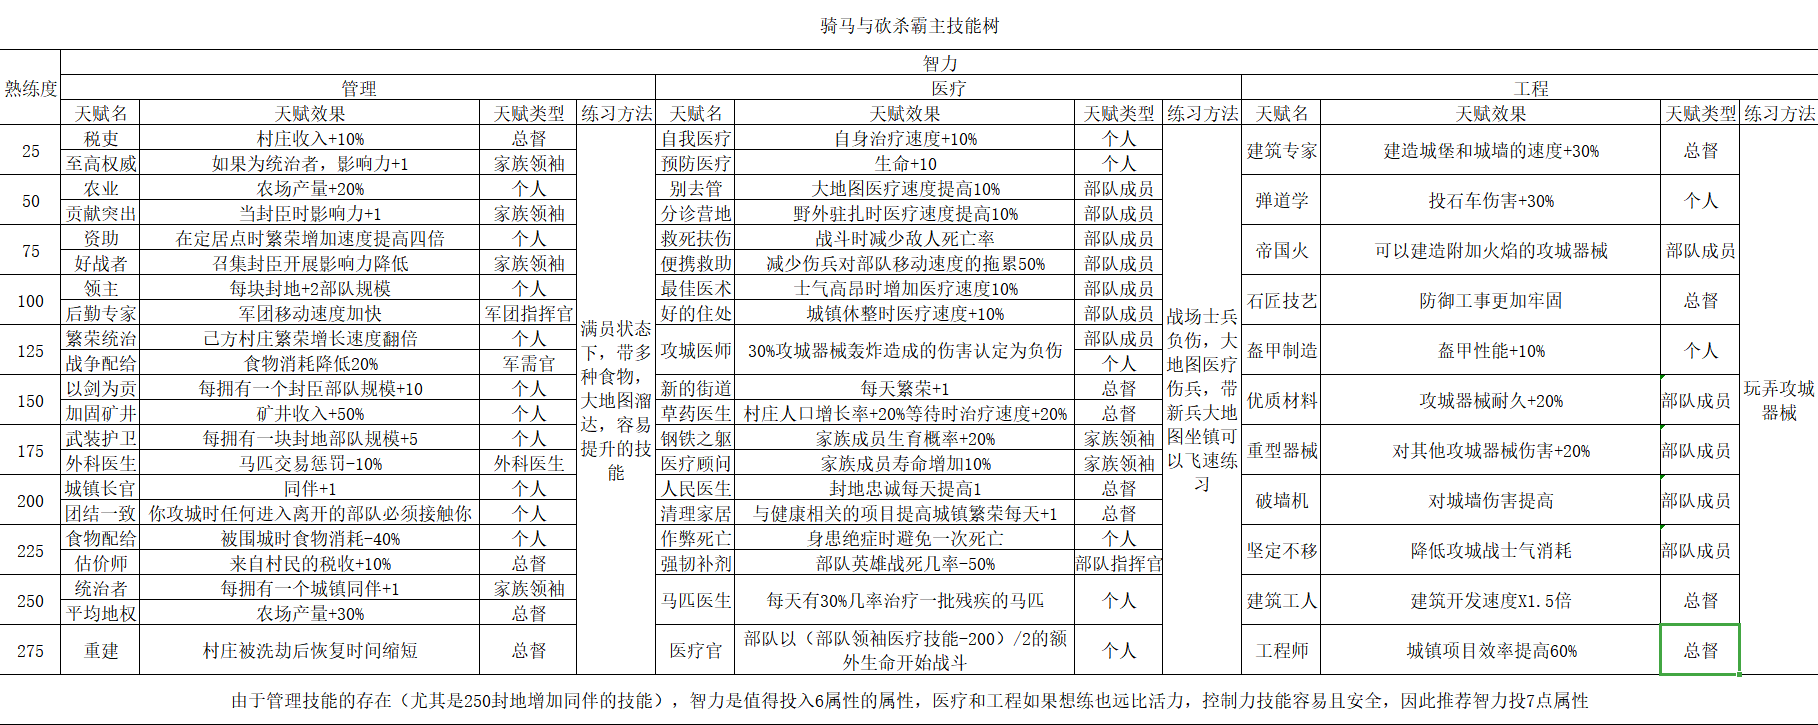 骑马与砍杀霸主技能树
智力
熟练度 管理 医疗 工程
天赋名 天赋效果 天赋类型 练习方法 天赋名 天赋效果 天赋类型 练习方法 天赋名 天赋效果 天赋类型 练习方法
25
税吏 村庄收入+10% 总督 自我医疗 自身治疗速度+10% 个人
至高权威 如果为统治者，影响力+1 家族领袖 预防医疗 生命+10 个人
建筑专家 建造城堡和城墙的速度+30% 总督
50
农业 农场产量+20% 个人 别去管 大地图医疗速度提高10% 部队成员
贡献突出 当封臣时影响力+1 家族领袖 分诊营地 野外驻扎时医疗速度提高10% 部队成员
弹道学 投石车伤害+30% 个人
75
资助 在定居点时繁荣增加速度提高四倍 个人 救死扶伤 战斗时减少敌人死亡率 部队成员
好战者 召集封臣开展影响力降低 家族领袖 便携救助 减少伤兵对部队移动速度的拖累50% 部队成员
帝国火 可以建造附加火焰的攻城器械 部队成员
100
领主 每块封地+2部队规模 个人 最佳医术 士气高昂时增加医疗速度10% 部队成员
后勤专家 军团移动速度加快 军团指挥官 好的住处 城镇休整时医疗速度+10% 部队成员
石匠技艺 防御工事更加牢固 总督
125
繁荣统治 己方村庄繁荣增长速度翻倍 个人 部队成员
战争配给 食物消耗降低20% 军需官 个人
攻城医师 30%攻城器械轰炸造成的伤害认定为负伤
盔甲制造 盔甲性能+10% 个人
150
以剑为贡 每拥有一个封臣部队规模+10 个人 新的街道 每天繁荣+1 总督
加固矿井 矿井收入+50% 个人 草药医生 村庄人口增长率+20%等待时治疗速度+20% 总督
优质材料 攻城器械耐久+20% 部队成员
175
武装护卫 每拥有一块封地部队规模+5 个人 钢铁之躯 家族成员生育概率+20% 家族领袖
外科医生 马匹交易惩罚-10% 外科医生 医疗顾问 家族成员寿命增加10% 家族领袖
重型器械 对其他攻城器械伤害+20% 部队成员
200
城镇长官 同伴+1 个人 人民医生 封地忠诚每天提高1 总督
团结一致 你攻城时任何进入离开的部队必须接触你 个人 清理家居 与健康相关的项目提高城镇繁荣每天+1 总督
破墙机 对城墙伤害提高 部队成员
225
食物配给 被围城时食物消耗-40% 个人 作弊死亡 身患绝症时避免一次死亡 个人
估价师 来自村民的税收+10% 总督 强韧补剂 部队英雄战死几率-50% 部队指挥官
坚定不移 降低攻城战士气消耗 部队成员
250
统治者 每拥有一个城镇同伴+1 家族领袖
平均地权 农场产量+30% 总督
马匹医生 每天有30%几率治疗一批残疾的马匹 个人
建筑工人 建筑开发速度X1.5倍 总督
275 重建 村庄被洗劫后恢复时间缩短 总督
医疗官 部队以（部队领袖医疗技能-200）/2的额
外生命开始战斗
个人
工程师 城镇项目效率提高60% 总督
满员状态
下，带多
种食物，
大地图溜
达，容易
提升的技
能
战场士兵
负伤，大
地图医疗
伤兵，带
新兵大地
图坐镇可
以飞速练
习
玩弄攻城
器械
由于管理技能的存在（尤其是250封地增加同伴的技能），智力是值得投入6属性的属性，医疗和工程如果想练也远比活力，控制力技能容易且安全，因此推荐智力投7点属性